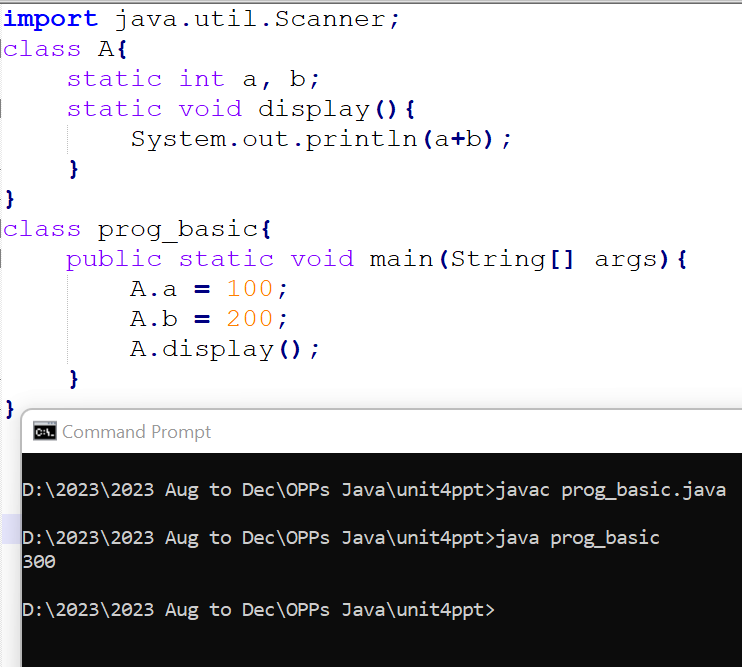 import java.util.Scanner;
class A{
    static int a, b;
    static void display(){
        System.out.println(a+b);
    }
}
class prog_basic{
    public static void main(String[] args){
        A.a = 100;
        A.b = 200;
        A.display();
    }
}
C:\. Command Prompt
D:\2023\2023 Aug to Dec\OPPs Java\unit4ppt>javac prog_basic.java
D:\2023\2023 Aug to Dec\OPPs Java\unit4ppt>java prog_basic
300
D:\2023\2023 Aug to Dec\OPPs Java\unit4ppt>